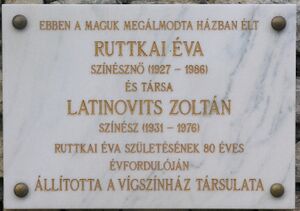 EBBEN A MAGUK MEGÁLMODTA HÁZBAN ÉLT
RUTTKAI ÉVA
SZÍNÉSZNŐ (1927 – 1986)
ÉS TÁRSA
LATINOVITS ZOLTÁN
SZÍNÉSZ (1931 – 1976)
RUTTKAI ÉVA SZÜLETÉSÉNEK 80 ÉVES
ÉVFORDULÓJÁN
ÁLLÍTOTTA A VÍGSZÍNHÁZ TÁRSULATA